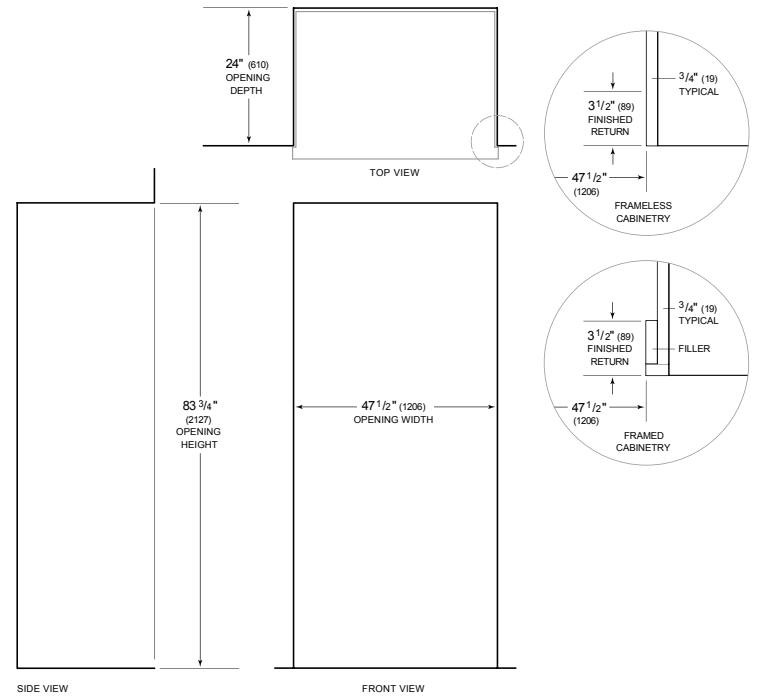 24" (610)
OPENING
DEPTH
TOP VIEW
3/4" (19)
TYPICAL
3 1/2" (89)
FINISHED
RETURN
47 1/2"
(1206)
FRAMELESS
CABINETRY
3/4" (19)
TYPICAL
3 1/2" (89)
FINISHED
RETURN
FILLER
47 1/2"
(1206)
FRAMED
CABINETRY
83 3/4"
(2127)
OPENING
HEIGHT
47 1/2" (1206)
OPENING WIDTH
SIDE VIEW
FRONT VIEW